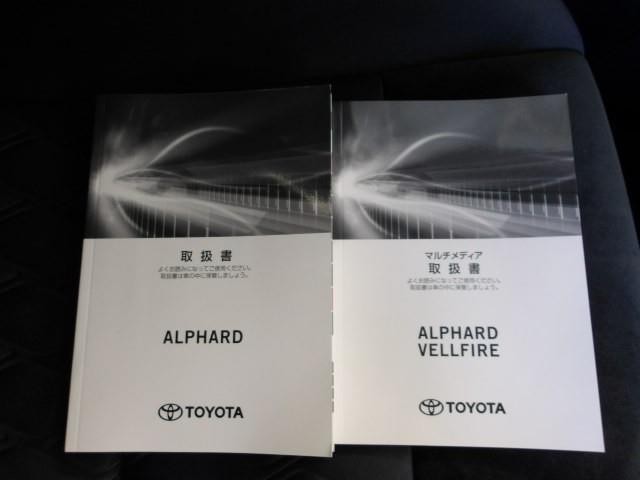 取扱書
よくお読みになってご使用ください。
取扱書は車の中に保管しましょう。
ALPHARD
TOYOTA
マルチメディア
取扱書
よくお読みになってご使用ください。
取扱書は車の中に保管しましょう。
ALPHARD
VELLFIRE
TOYOTA